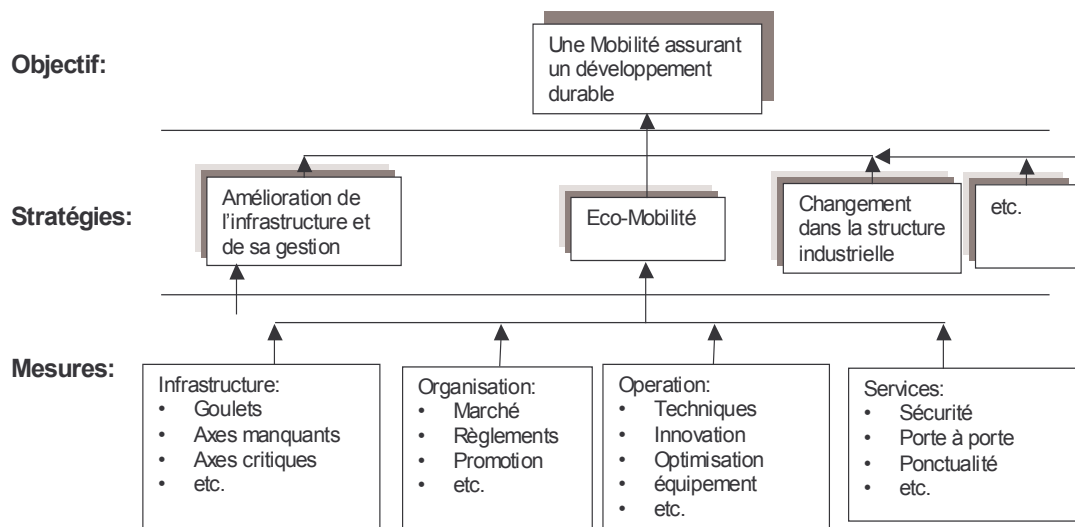 Objectif:
Une Mobilité assurant
un développement
durable
Stratégies:
Amélioration de
l'infrastructure et
de sa gestion
Eco-Mobilité
Changement
dans la structure
industrielle
etc.
Mesures:
Infrastructure:
• Goulets
• Axes manquants
• Axes critiques
• etc.
Organisation:
• Marché
• Règlements
• Promotion
• etc.
Operation:
• Techniques
• Innovation
• Optimisation
• équipement
• etc.
Services:
• Sécurité
• Porte à porte
• Ponctualité
• etc.